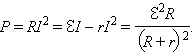 P = RI² = ℰI − rI² = ℰ²R / (R + r)².